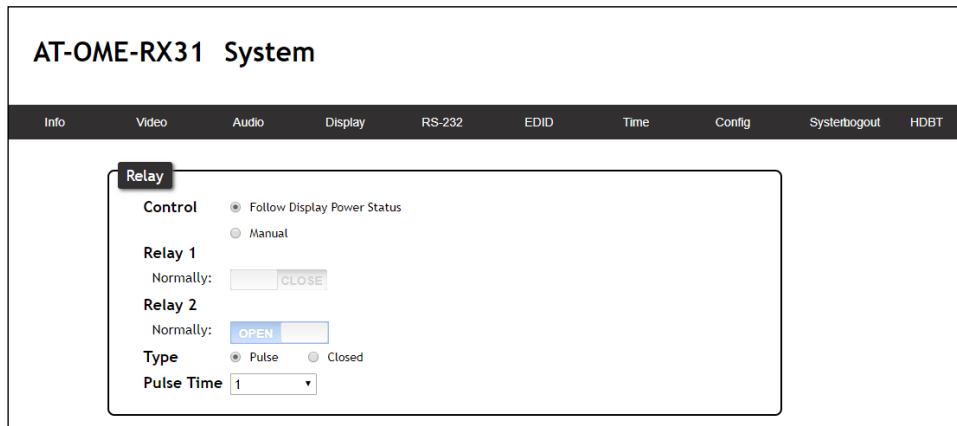 AT-OME-RX31 System
Info Video Audio Display RS-232 EDID Time Config Systerbogout HDBT
Relay
Control Follow Display Power Status
Manual
Relay 1
Normally: CLOSE
Relay 2
Normally: OPEN
Type Pulse Closed
Pulse Time 1